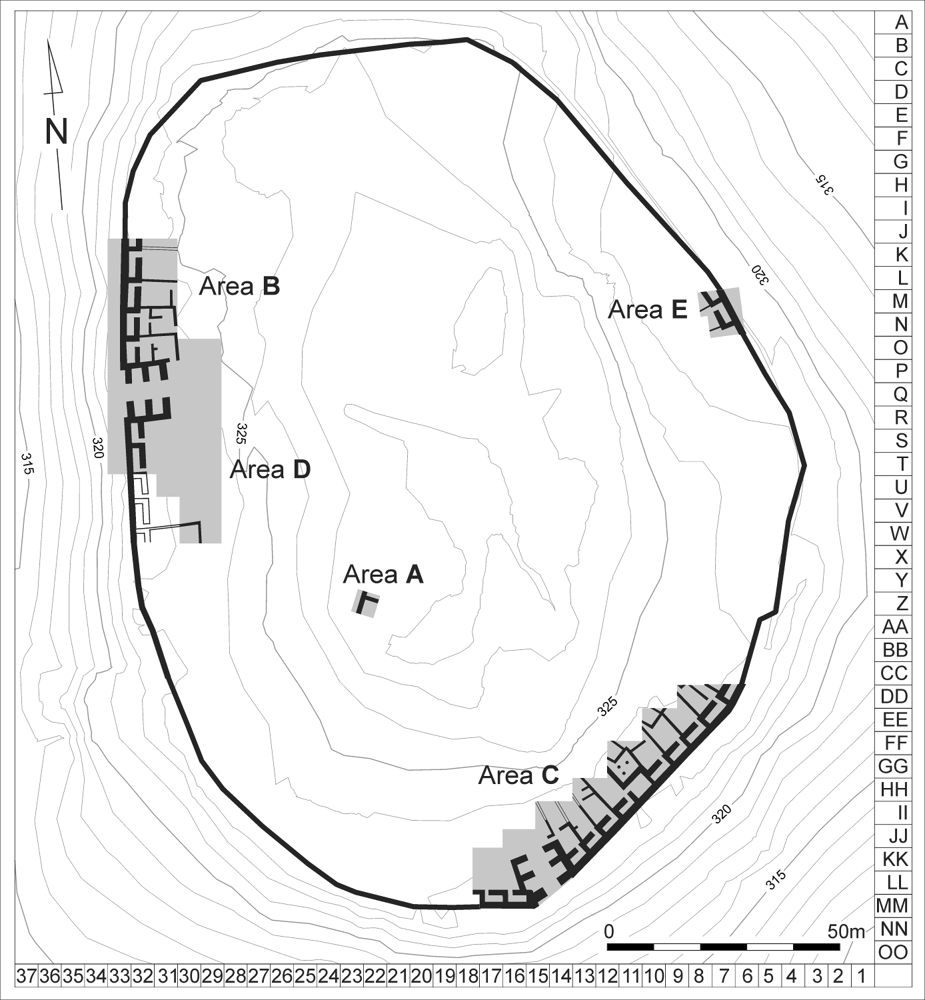 A
B
C
D
E
F
G
H
I
J
K
L
M
N
O
P
Q
R
S
T
U
V
W
X
Y
Z
AA
BB
CC
DD
EE
FF
GG
HH
II
JJ
KK
LL
MM
NN
OO
N
315
320
Area B
Area E
325
320
315
Area D
Area A
325
Area C
320
315
0 50m
37 36 35 34 33 32 31 30 29 28 27 26 25 24 23 22 21 20 19 18 17 16 15 14 13 12 11 10 9 8 7 6 5 4 3 2 1